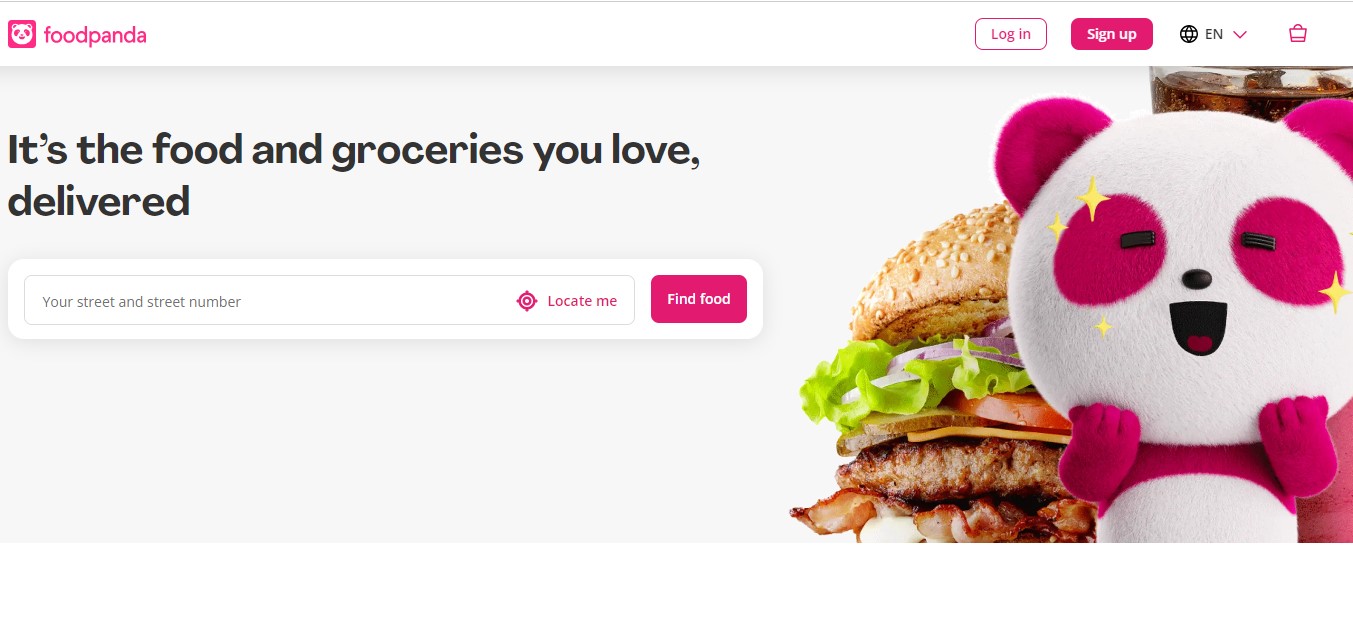 foodpanda
Log in
Sign up
EN
It’s the food and groceries you love,
delivered
Your street and street number
Locate me
Find food